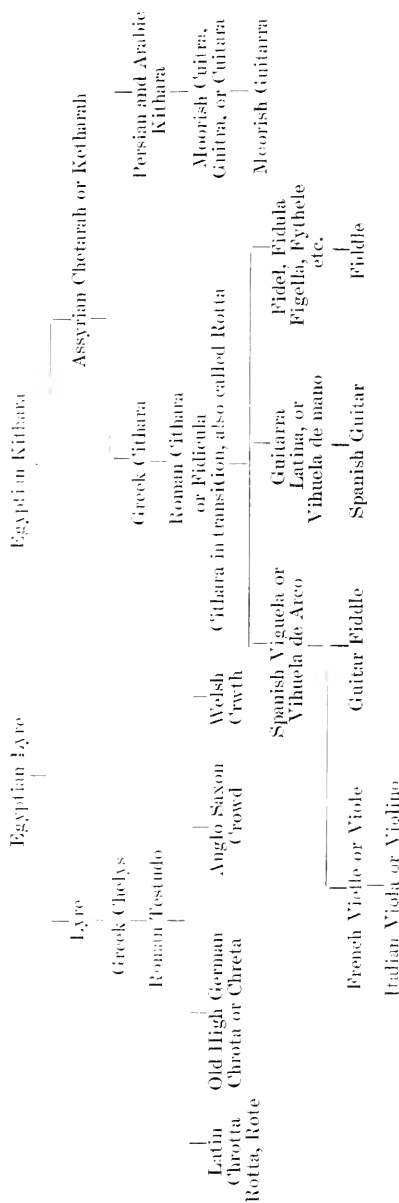 Egyptian Lyre
Egyptian Kithara
Lyre
Assyrian Chetarah or Ketharah
Greek Chelys
Greek Cithara
Persian and Arabic
Kithara
Roman Testudo
Roman Cithara
or Fidicula
Moorish Cuitra,
Guitra, or Cuitara
Latin
Chrotta
Rotta, Rote
Old High German
Chrota or Chreta
Anglo Saxon
Crowd
Welsh
Crwth
Cithara in transition, also called Rotta
Moorish Guitarra
Spanish Viguela or
Vihuela de Arco
Guitarra
Latina, or
Vihuela de mano
Fidel, Fidula
Figella, Fythele
etc.
Guitar Fiddle
Spanish Guitar
Fiddle
French Vielle or Viole
Italian Viola or Violino